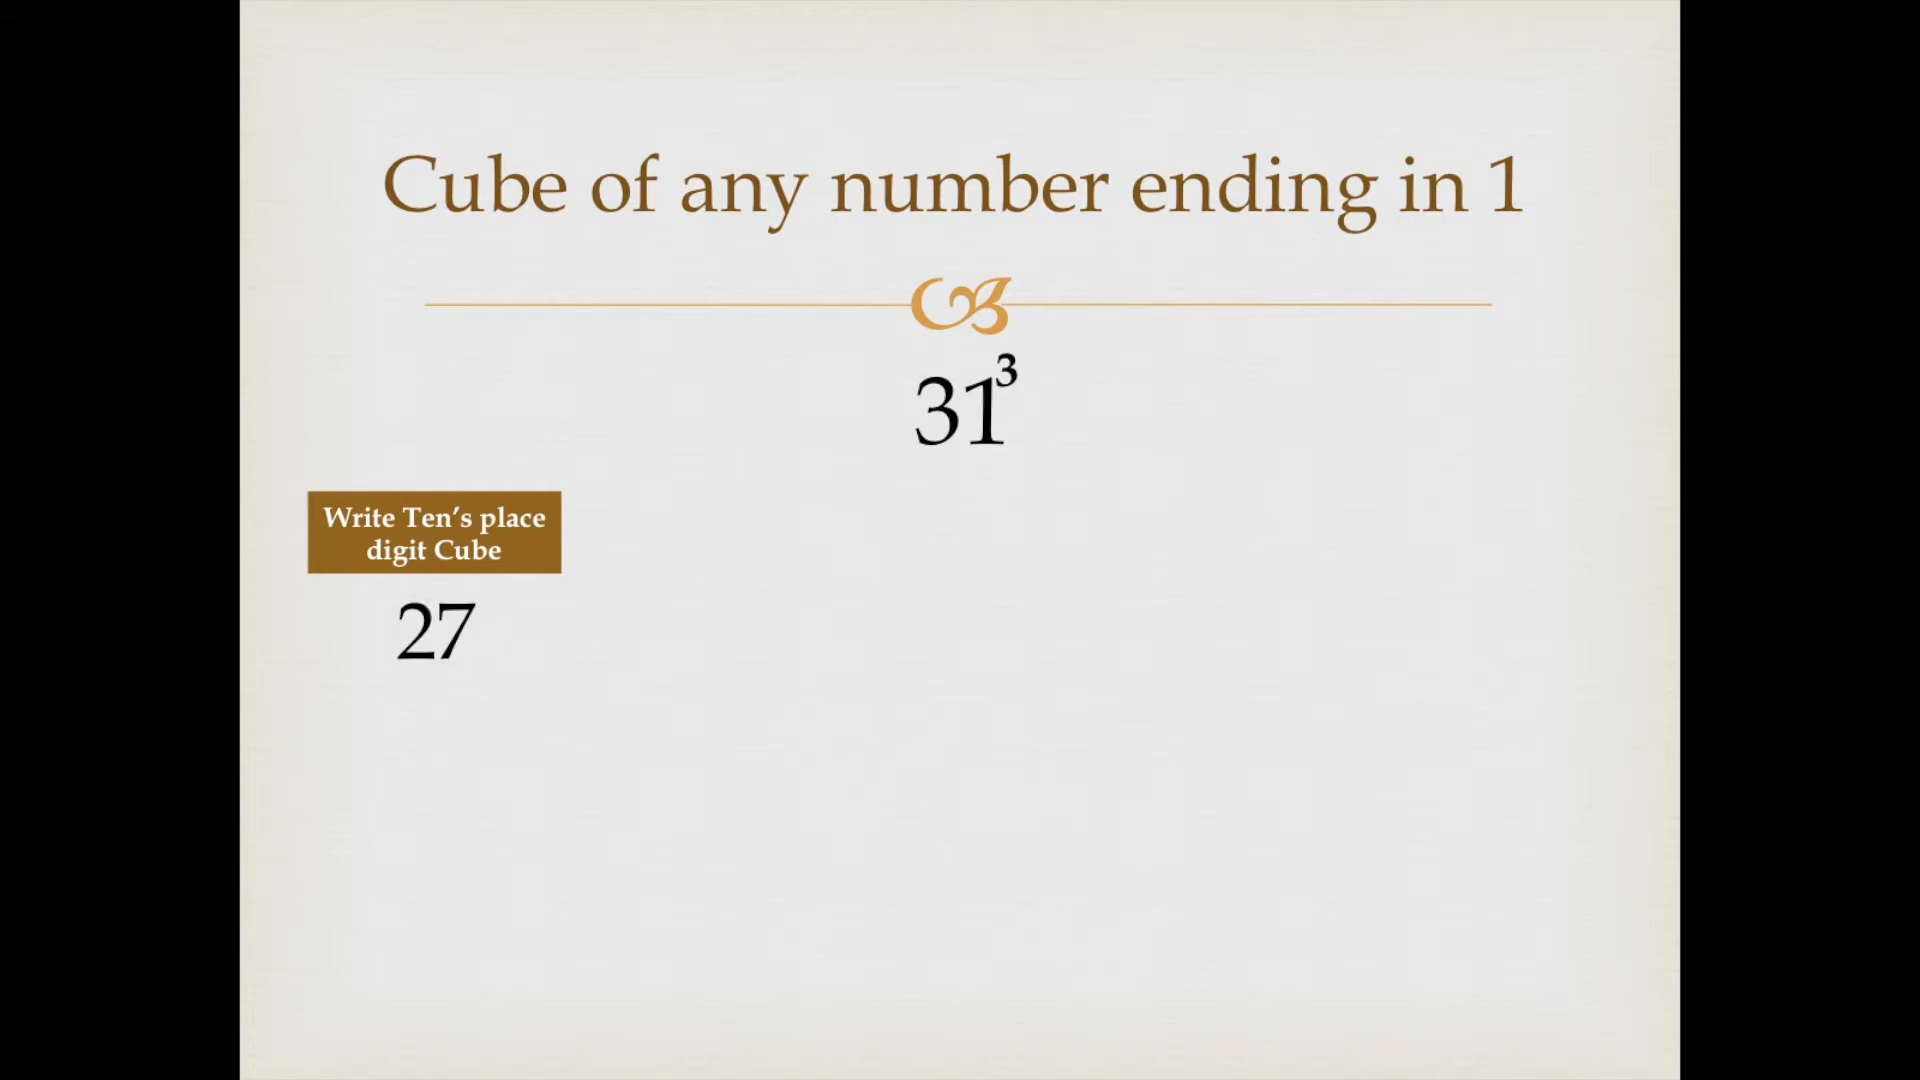 Cube of any number ending in 1
31³
Write Ten’s place
digit Cube
27